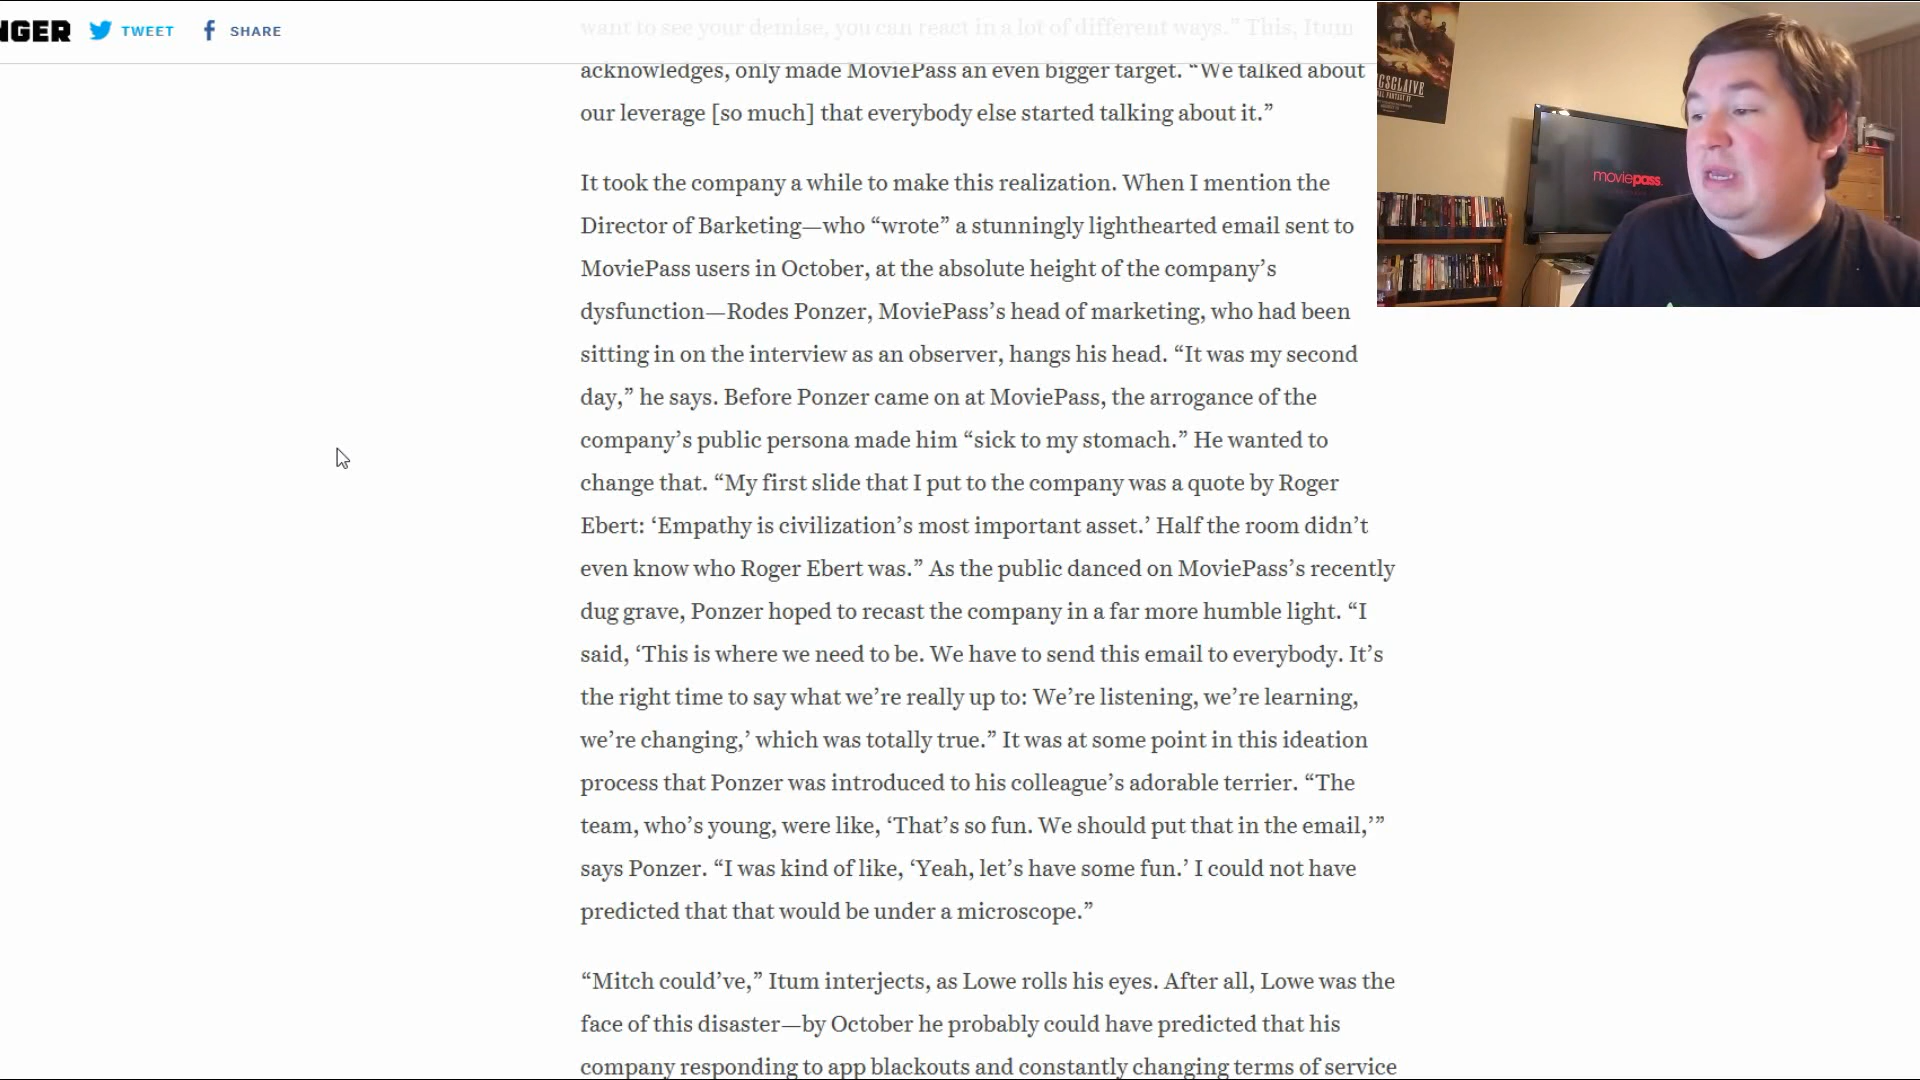 NGER TWEET SHARE
want to see your demise, you can react in a lot of different ways.” This, Itum
acknowledges, only made MoviePass an even bigger target. “We talked about
our leverage [so much] that everybody else started talking about it.”
It took the company a while to make this realization. When I mention the
Director of Barketing—who “wrote” a stunningly lighthearted email sent to
MoviePass users in October, at the absolute height of the company’s
dysfunction—Rodes Ponzer, MoviePass’s head of marketing, who had been
sitting in on the interview as an observer, hangs his head. “It was my second
day,” he says. Before Ponzer came on at MoviePass, the arrogance of the
company’s public persona made him “sick to my stomach.” He wanted to
change that. “My first slide that I put to the company was a quote by Roger
Ebert: ‘Empathy is civilization’s most important asset.’ Half the room didn’t
even know who Roger Ebert was.” As the public danced on MoviePass’s recently
dug grave, Ponzer hoped to recast the company in a far more humble light. “I
said, ‘This is where we need to be. We have to send this email to everybody. It’s
the right time to say what we’re really up to: We’re listening, we’re learning,
we’re changing,’ which was totally true.” It was at some point in this ideation
process that Ponzer was introduced to his colleague’s adorable terrier. “The
team, who’s young, were like, ‘That’s so fun. We should put that in the email,’”
says Ponzer. “I was kind of like, ‘Yeah, let’s have some fun.’ I could not have
predicted that that would be under a microscope.”
“Mitch could’ve,” Itum interjects, as Lowe rolls his eyes. After all, Lowe was the
face of this disaster—by October he probably could have predicted that his
company responding to app blackouts and constantly changing terms of service
GSGLAIVE
FINAL FANTASY XV
moviepass